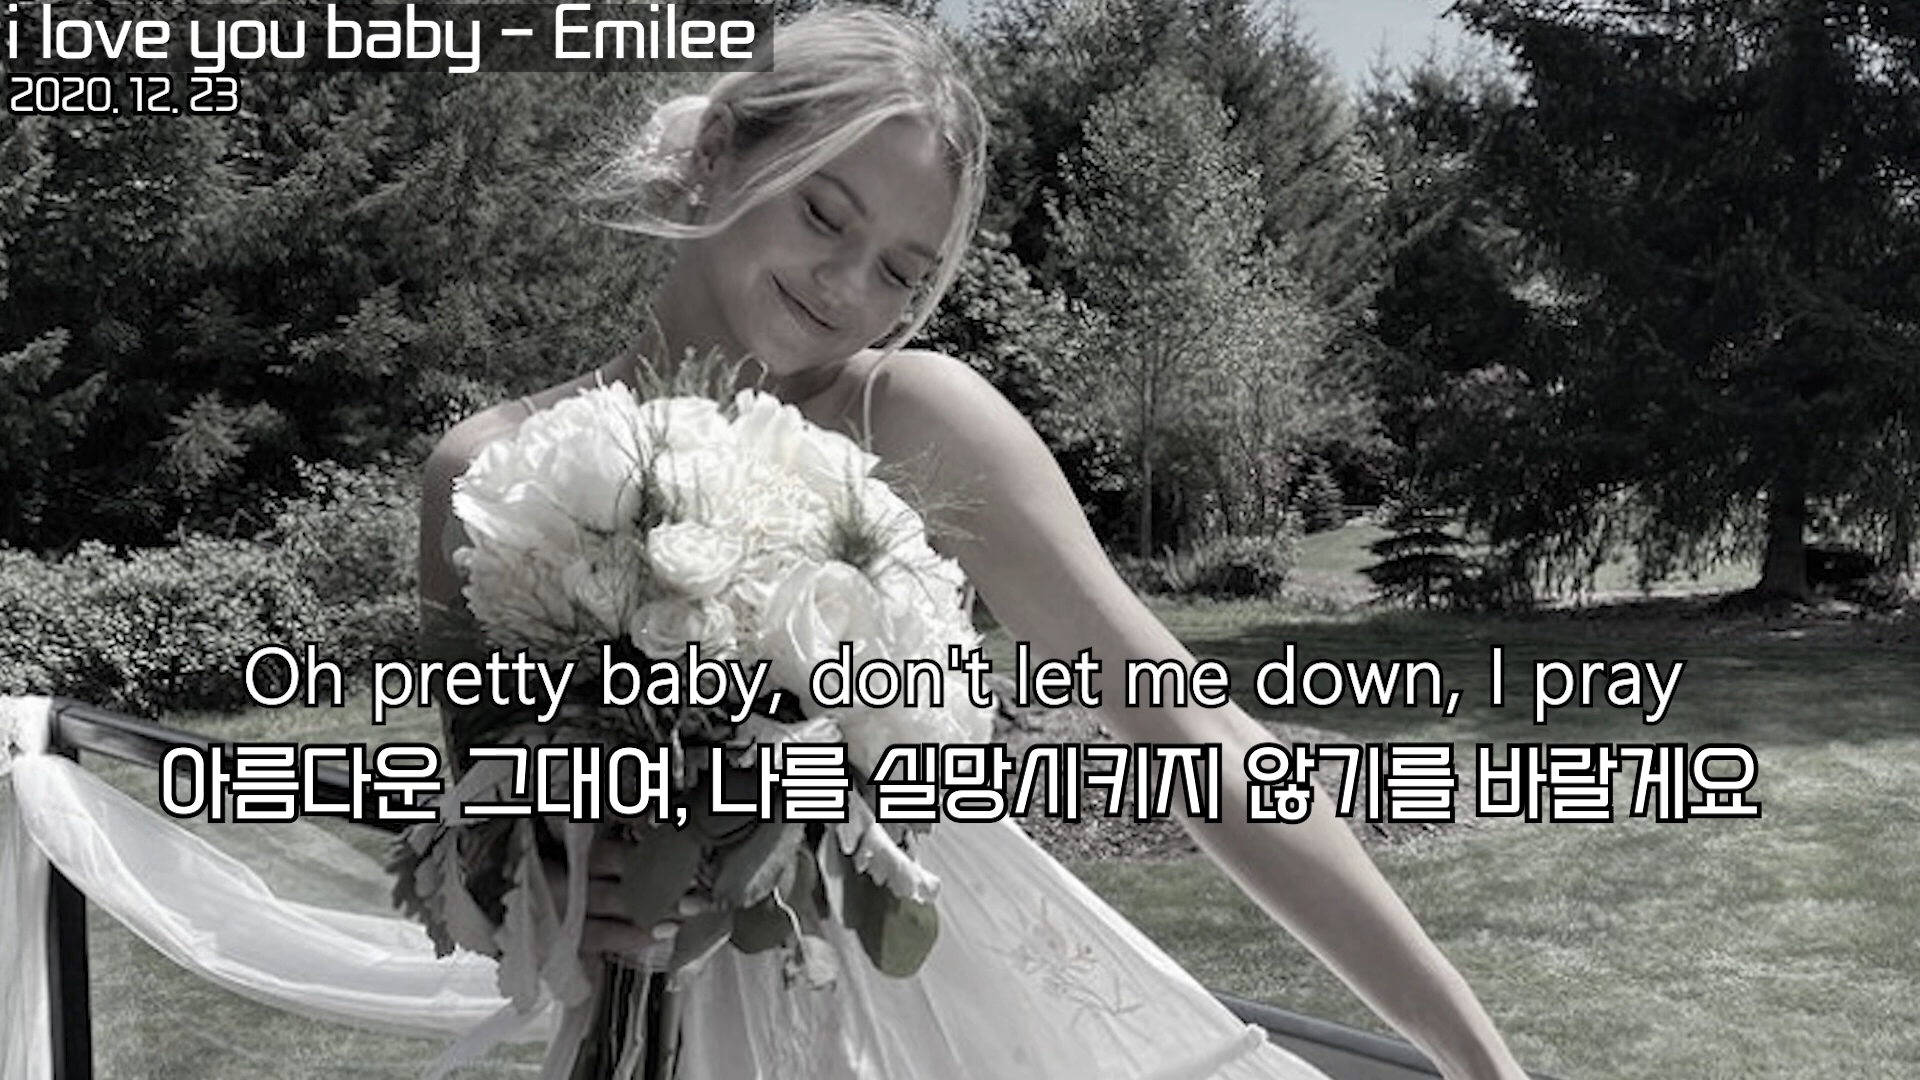 i love you baby - Emilee
2020. 12. 23
Oh pretty baby, don't let me down, I pray
아름다운 그대여, 나를 실망시키지 않기를 바랄게요